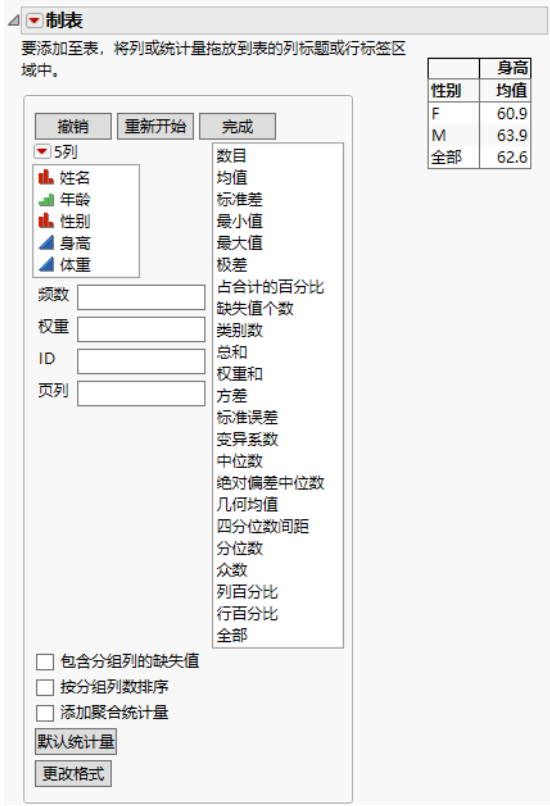 制表
要添加至表，将列或统计量拖放到表的列标题或行标签区
域中。
撤销 重新开始 完成
5列
姓名
年龄
性别
身高
体重
频数
权重
ID
页列
数目
均值
标准差
最小值
最大值
极差
占合计的百分比
缺失值个数
类别数
总和
权重和
方差
标准误差
变异系数
中位数
绝对偏差中位数
几何均值
四分位数间距
分位数
众数
列百分比
行百分比
全部
包含分组列的缺失值
按分组列数排序
添加聚合统计量
默认统计量
更改格式
身高
性别 均值
F 60.9
M 63.9
全部 62.6